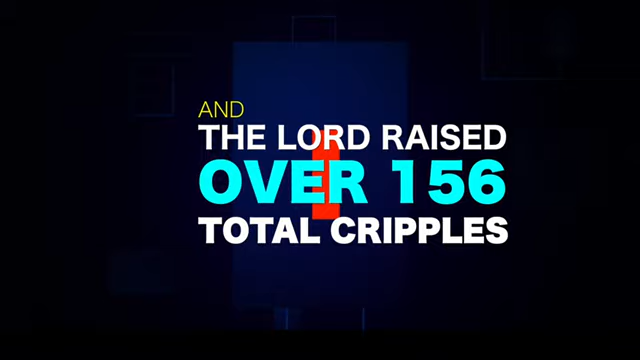 AND
THE LORD RAISED
OVER 156
TOTAL CRIPPLES